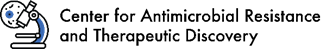 Center for Antimicrobial Resistance
and Therapeutic Discovery